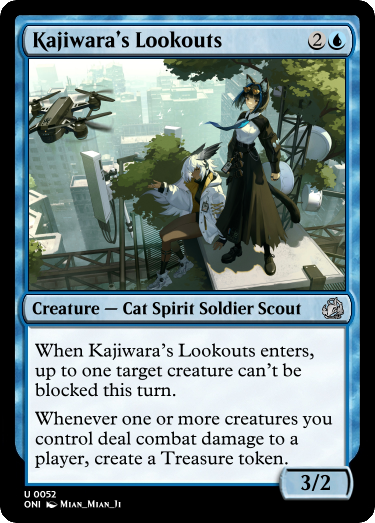 Kajiwara's Lookouts 2
Creature — Cat Spirit Soldier Scout
When Kajiwara's Lookouts enters,
up to one target creature can't be
blocked this turn.
Whenever one or more creatures you
control deal combat damage to a
player, create a Treasure token.
3/2
U 0052
ONI Mian_Mian_Ji